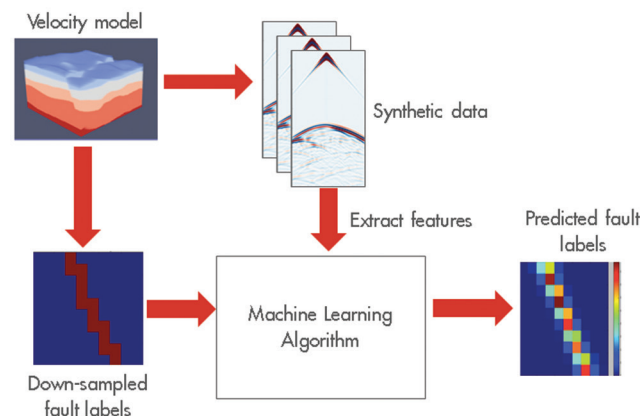 Velocity model
Synthetic data
Extract features
Predicted fault
labels
Machine Learning
Algorithm
Down-sampled
fault labels